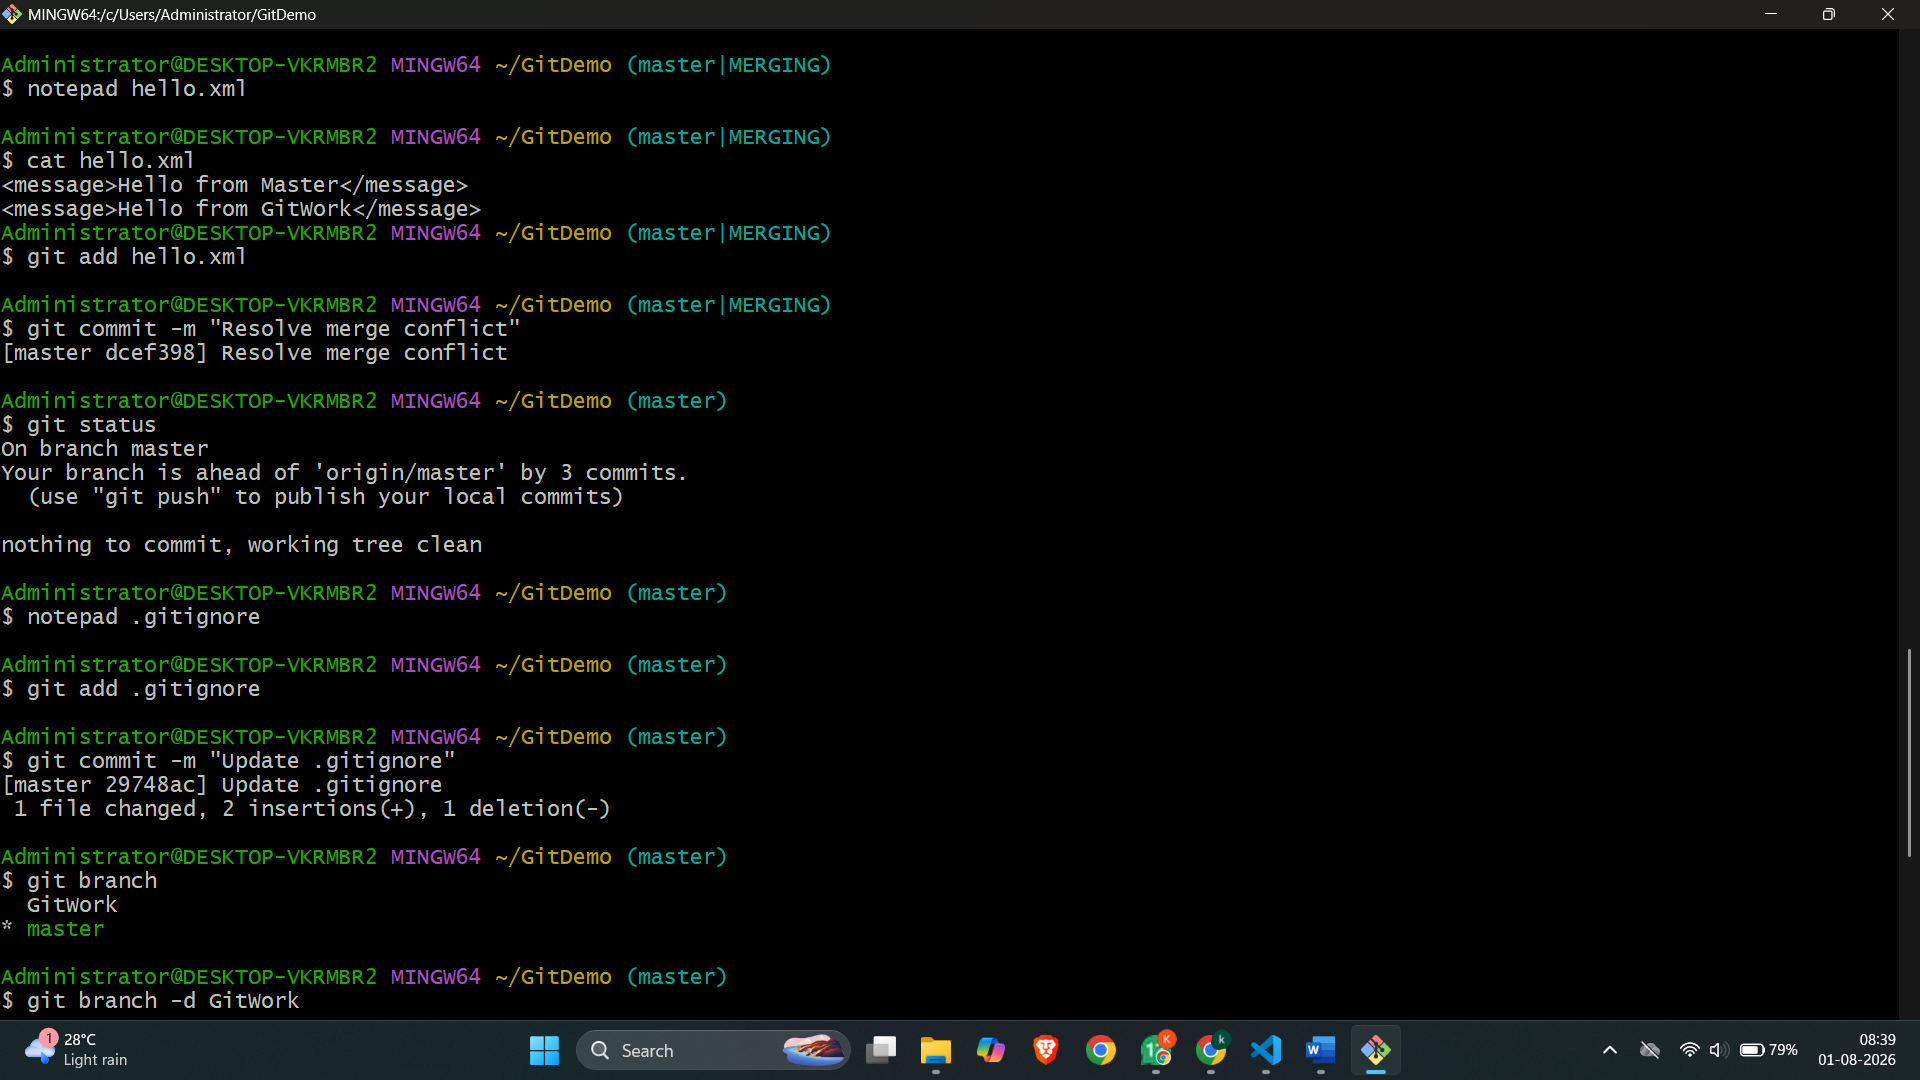 MINGW64:/c/Users/Administrator/GitDemo
Administrator@DESKTOP-VKRMBR2 MINGW64 ~/GitDemo (master|MERGING)
$ notepad hello.xml
Administrator@DESKTOP-VKRMBR2 MINGW64 ~/GitDemo (master|MERGING)
$ cat hello.xml
<message>Hello from Master</message>
<message>Hello from GitWork</message>
Administrator@DESKTOP-VKRMBR2 MINGW64 ~/GitDemo (master|MERGING)
$ git add hello.xml
Administrator@DESKTOP-VKRMBR2 MINGW64 ~/GitDemo (master|MERGING)
$ git commit -m "Resolve merge conflict"
[master dcef398] Resolve merge conflict
Administrator@DESKTOP-VKRMBR2 MINGW64 ~/GitDemo (master)
$ git status
On branch master
Your branch is ahead of 'origin/master' by 3 commits.
  (use "git push" to publish your local commits)
nothing to commit, working tree clean
Administrator@DESKTOP-VKRMBR2 MINGW64 ~/GitDemo (master)
$ notepad .gitignore
Administrator@DESKTOP-VKRMBR2 MINGW64 ~/GitDemo (master)
$ git add .gitignore
Administrator@DESKTOP-VKRMBR2 MINGW64 ~/GitDemo (master)
$ git commit -m "Update .gitignore"
[master 29748ac] Update .gitignore
 1 file changed, 2 insertions(+), 1 deletion(-)
Administrator@DESKTOP-VKRMBR2 MINGW64 ~/GitDemo (master)
$ git branch
  GitWork
* master
Administrator@DESKTOP-VKRMBR2 MINGW64 ~/GitDemo (master)
$ git branch -d GitWork
1
28°C
Light rain
Search
K
k
W
79%
08:39
01-08-2026